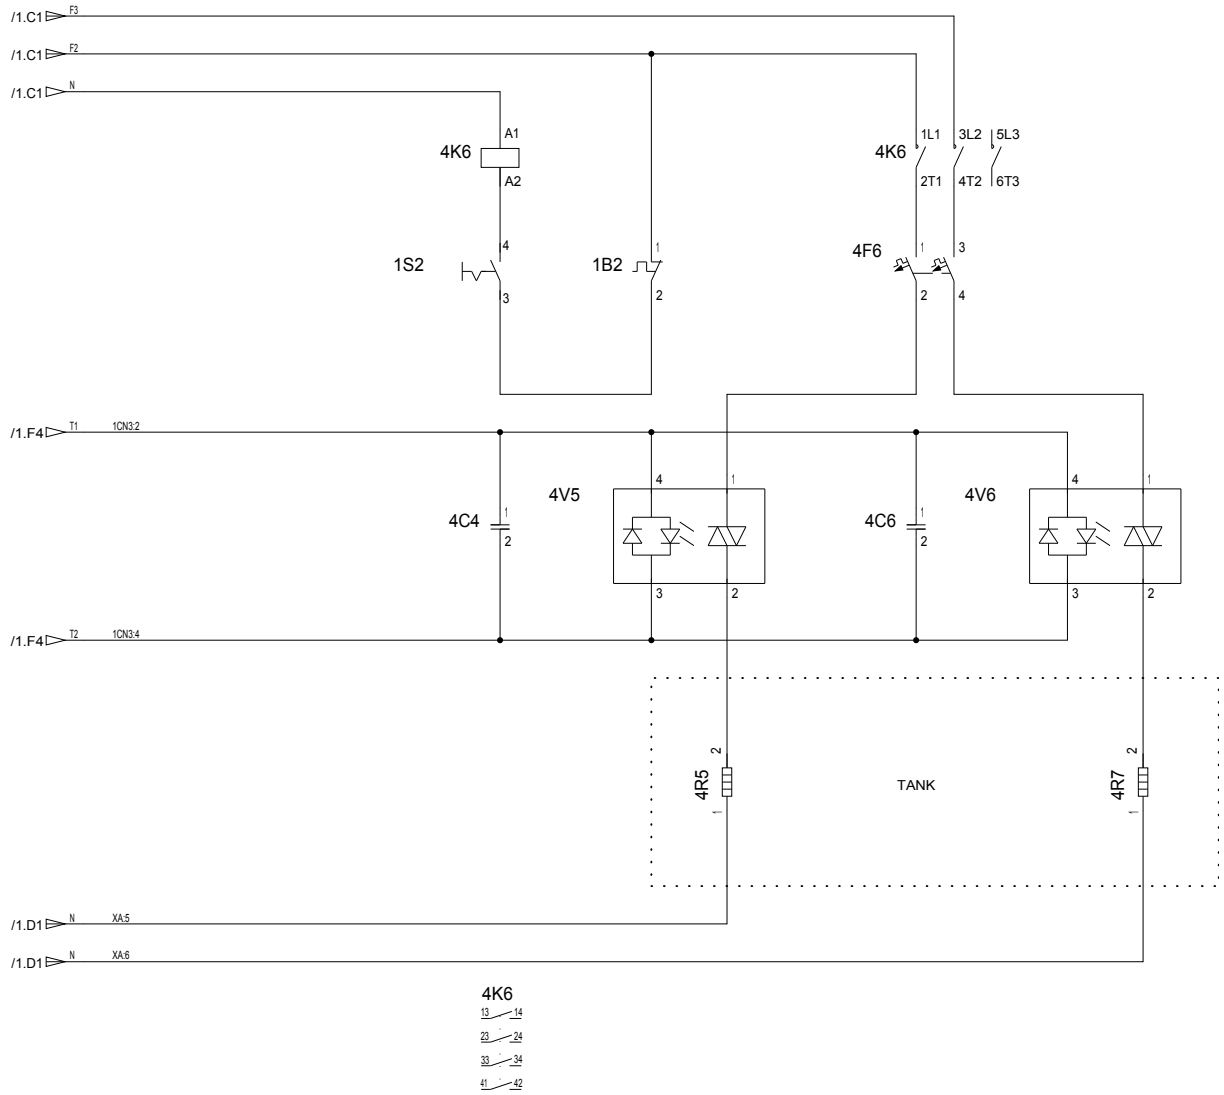 /1.C1 F3
/1.C1 F2
/1.C1 N
A1
4K6
A2
4K6
1L1 3L2 5L3
2T1 4T2 6T3
4
1S2
3
1
1B2
2
4F6
1 3
2 4
/1.F4 T1 1CN3:2
4C4
1
2
4V5
4 1
3 2
4C6
1
2
4V6
4 1
3 2
/1.F4 T2 1CN3:4
2
4R5
1
TANK
2
4R7
1
/1.D1 N XA:5
/1.D1 N XA:6
4K6
13 14
23 24
33 34
41 42